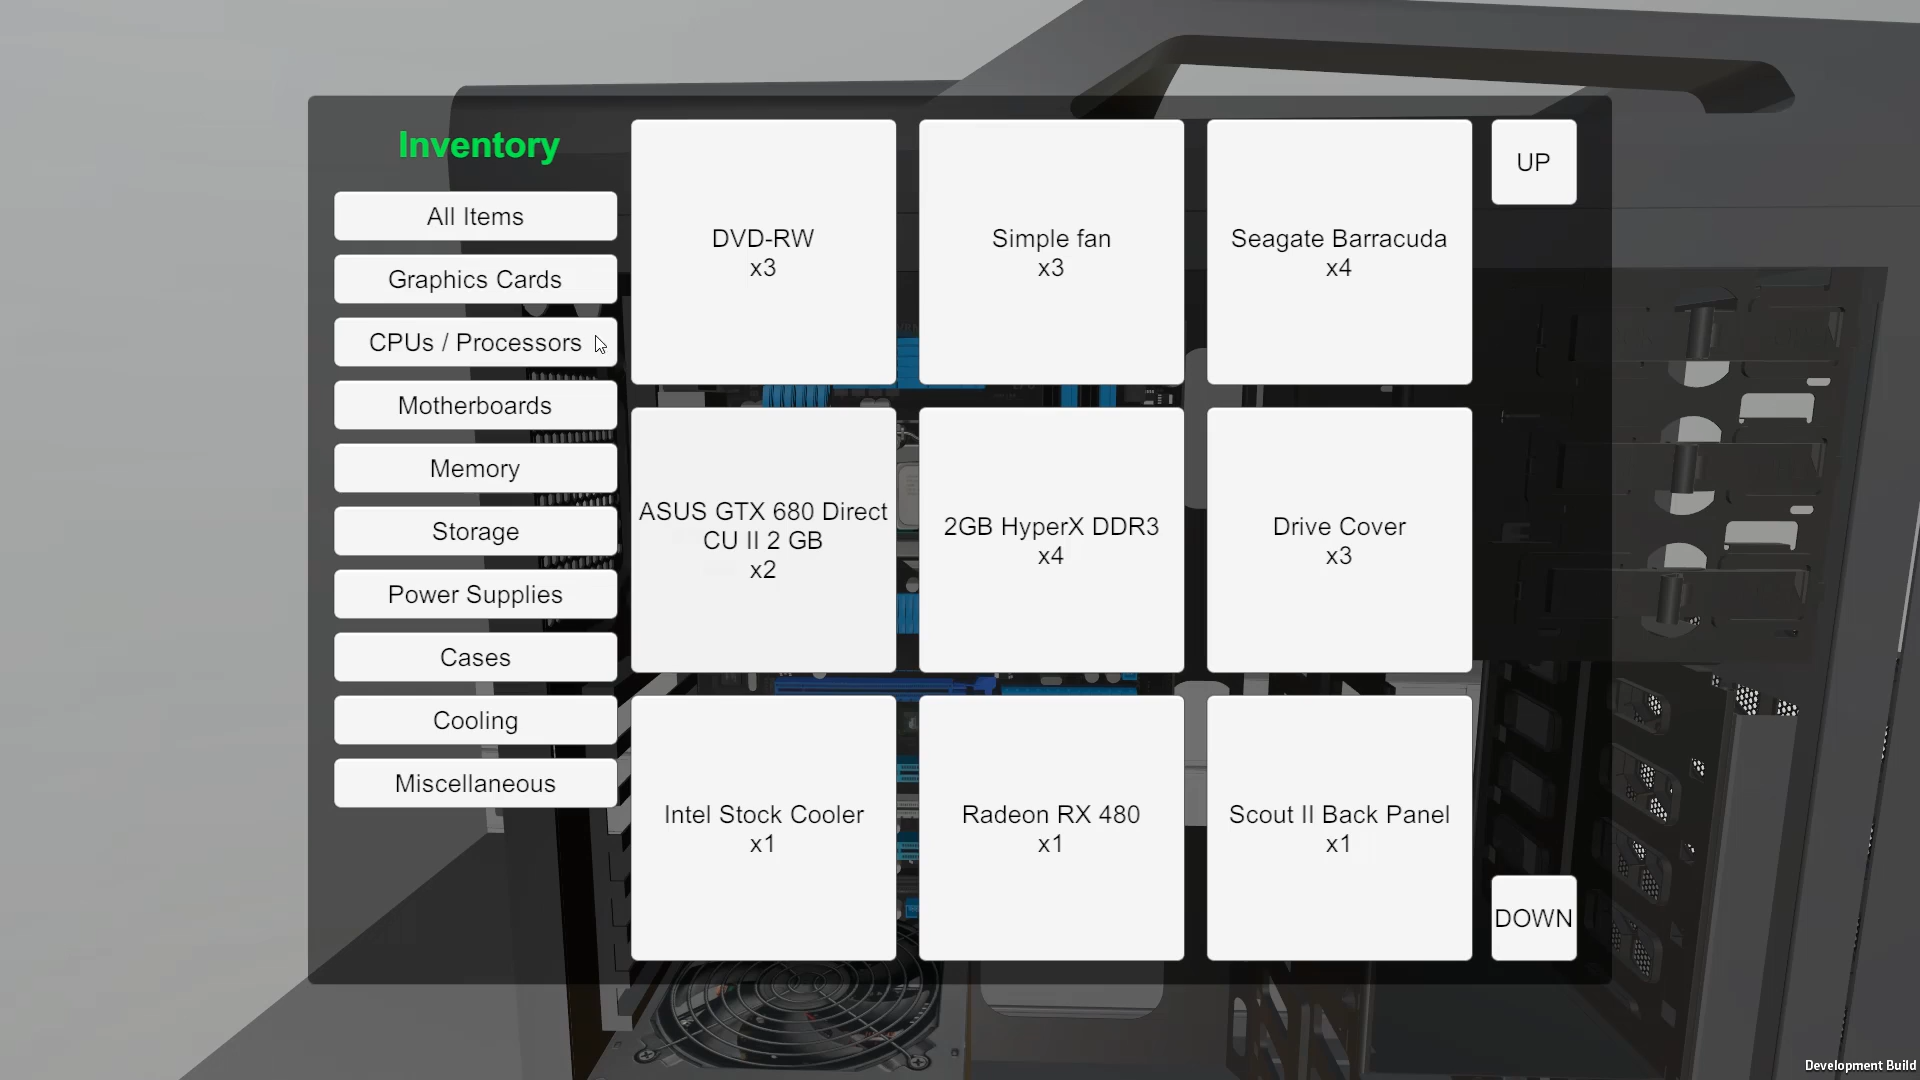 Inventory
All Items
Graphics Cards
CPUs / Processors
Motherboards
Memory
Storage
Power Supplies
Cases
Cooling
Miscellaneous
DVD-RW
x3
Simple fan
x3
Seagate Barracuda
x4
ASUS GTX 680 Direct
CU II 2 GB
x2
2GB HyperX DDR3
x4
Drive Cover
x3
Intel Stock Cooler
x1
Radeon RX 480
x1
Scout II Back Panel
x1
UP
DOWN
Development Build